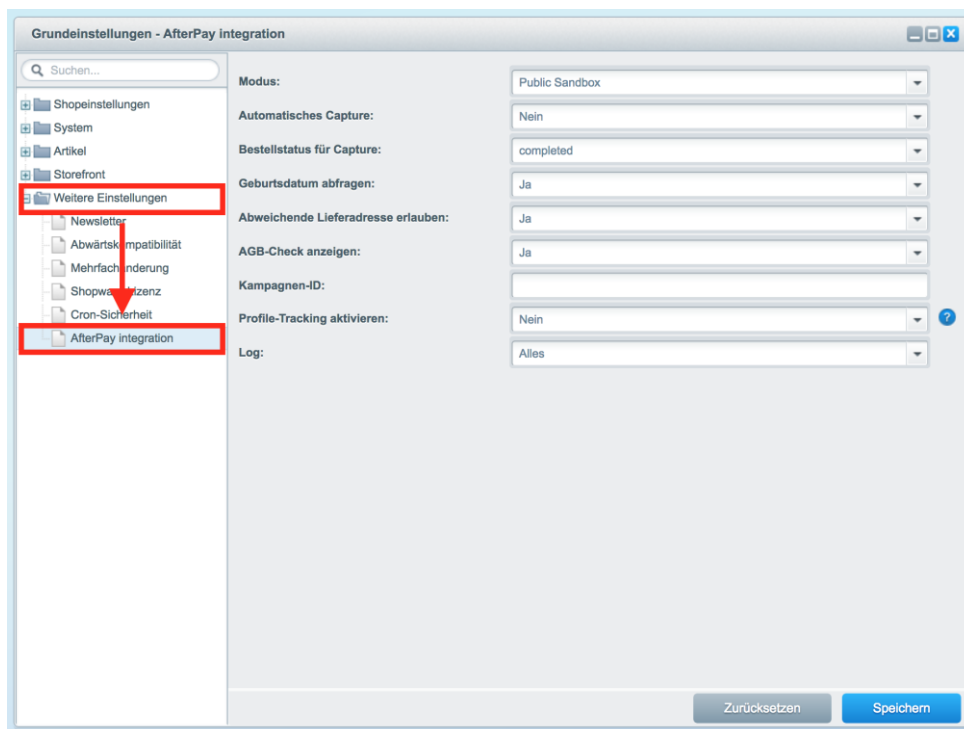 Grundeinstellungen - AfterPay integration
Suchen...
Shopeinstellungen
System
Artikel
Storefront
Weitere Einstellungen
Newsletter
Abwärtskompatibilität
Mehrfachänderung
Cron-Sicherheit
AfterPay integration
Modus: Public Sandbox
Automatisches Capture: Nein
Bestellstatus für Capture: completed
Geburtsdatum abfragen: Ja
Abweichende Lieferadresse erlauben: Ja
AGB-Check anzeigen: Ja
Kampagnen-ID:
Profile-Tracking aktivieren: Nein ?
Log: Alles
Zurücksetzen Speichern